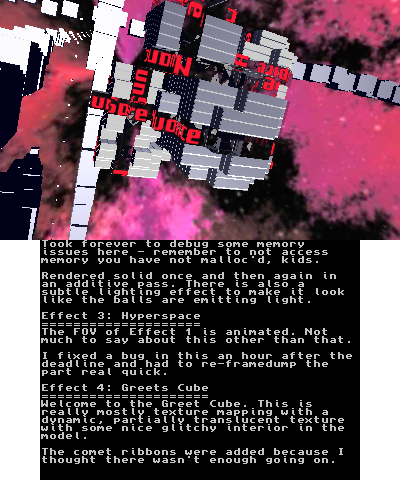 Nordlicht
Took forever to debug some memory
issues here - remember to not access
memory you have not malloc'd, kids.
Rendered solid once and then again in
an additive pass. There is also a
subtle lighting effect to make it look
like the balls are emitting light.
Effect 3: Hyperspace
====================
The FOV of Effect 1 is animated. Not
much to say about this other than that.
I fixed a bug in this an hour after the
deadline and had to re-framedump the
part real quick.
Effect 4: Greets Cube
=====================
Welcome to the Greet Cube. This is
really mostly texture mapping with a
dynamic, partially translucent texture
with some nice glitchy interior in the
model.
The comet ribbons were added because I
thought there wasn't enough going on.